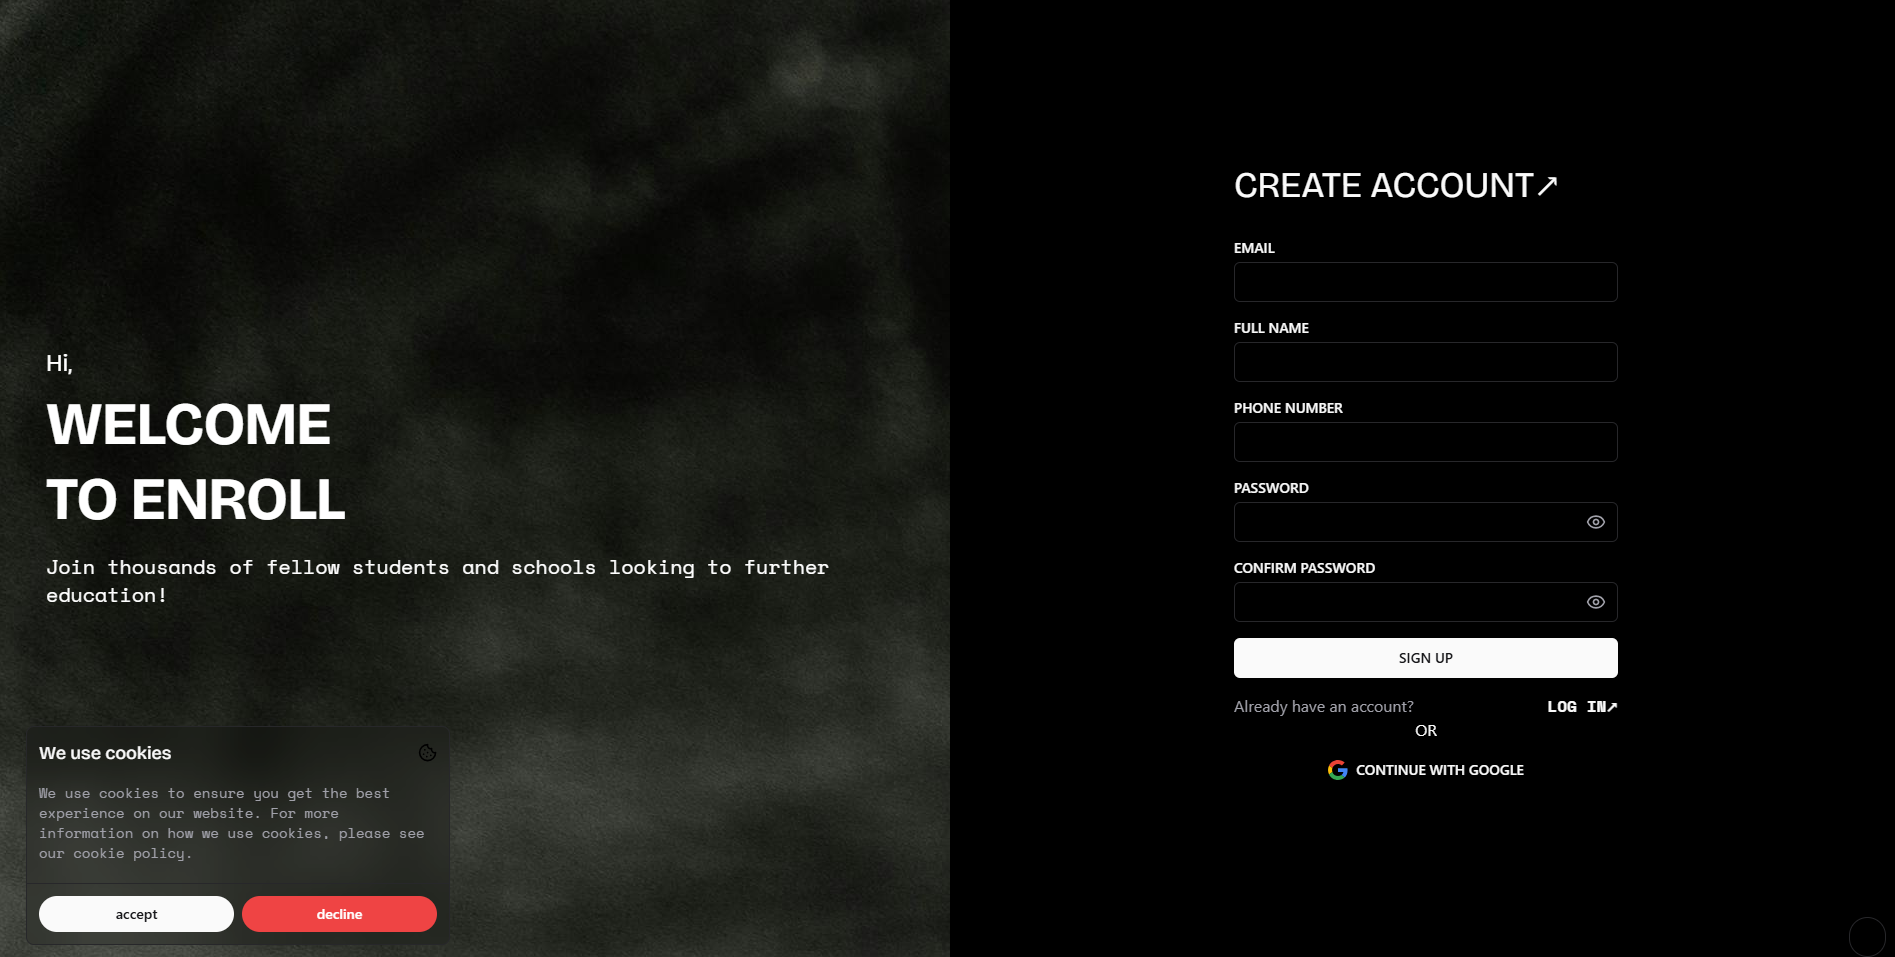 Hi,
WELCOME
TO ENROLL
Join thousands of fellow students and schools looking to further
education!
We use cookies
We use cookies to ensure you get the best
experience on our website. For more
information on how we use cookies, please see
our cookie policy.
accept
decline
CREATE ACCOUNT↗
EMAIL
FULL NAME
PHONE NUMBER
PASSWORD
CONFIRM PASSWORD
SIGN UP
Already have an account? LOG IN↗
OR
CONTINUE WITH GOOGLE